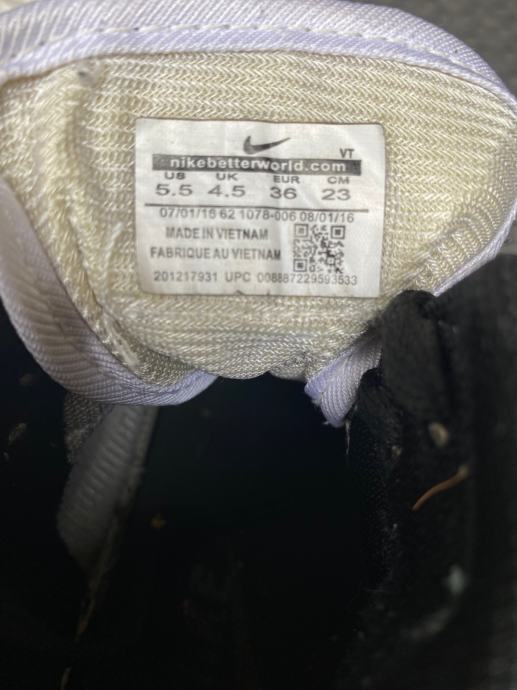 VT
nikebetterworld.com
US UK EUR CM
5.5 4.5 36 23
07/01/16 62 1078-006 08/01/16
MADE IN VIETNAM
FABRIQUE AU VIETNAM
201217931 UPC 008887229593533